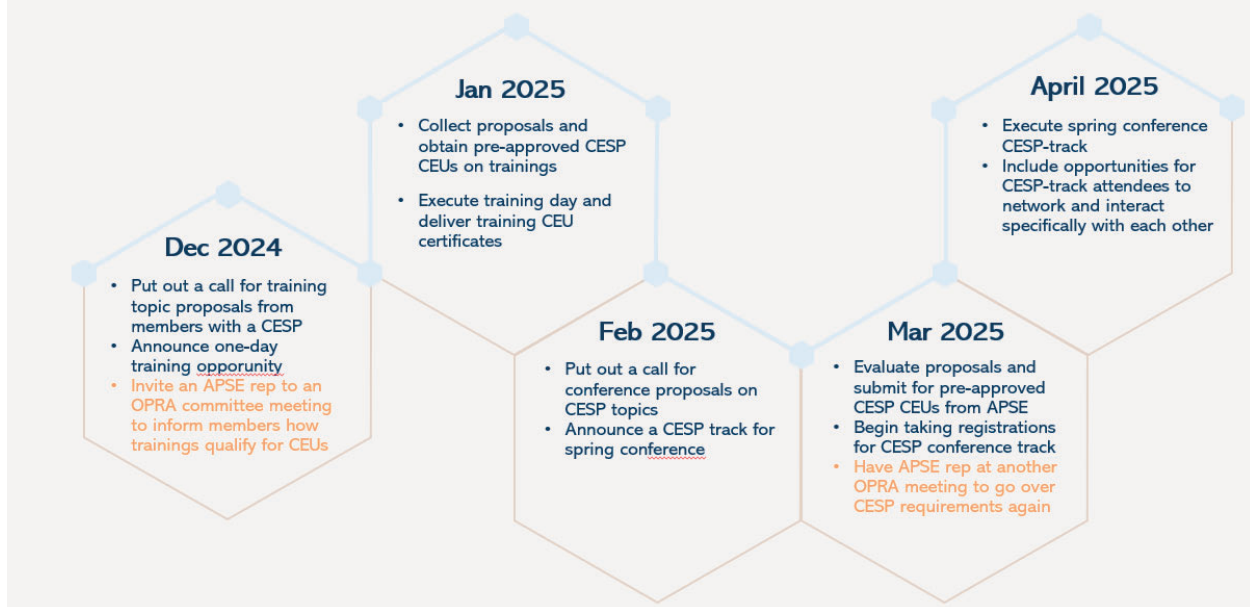 Dec 2024
• Put out a call for training
topic proposals from
members with a CESP
• Announce one-day
training opporunity
• Invite an APSE rep to an
OPRA committee meeting
to inform members how
trainings qualify for CEUs
Jan 2025
• Collect proposals and
obtain pre-approved CESP
CEUs on trainings
• Execute training day and
deliver training CEU
certificates
Feb 2025
• Put out a call for
conference proposals on
CESP topics
• Announce a CESP track for
spring conference
Mar 2025
• Evaluate proposals and
submit for pre-approved
CESP CEUs from APSE
• Begin taking registrations
for CESP conference track
• Have APSE rep at another
OPRA meeting to go over
CESP requirements again
April 2025
• Execute spring conference
CESP-track
• Include opportunities for
CESP-track attendees to
network and interact
specifically with each other